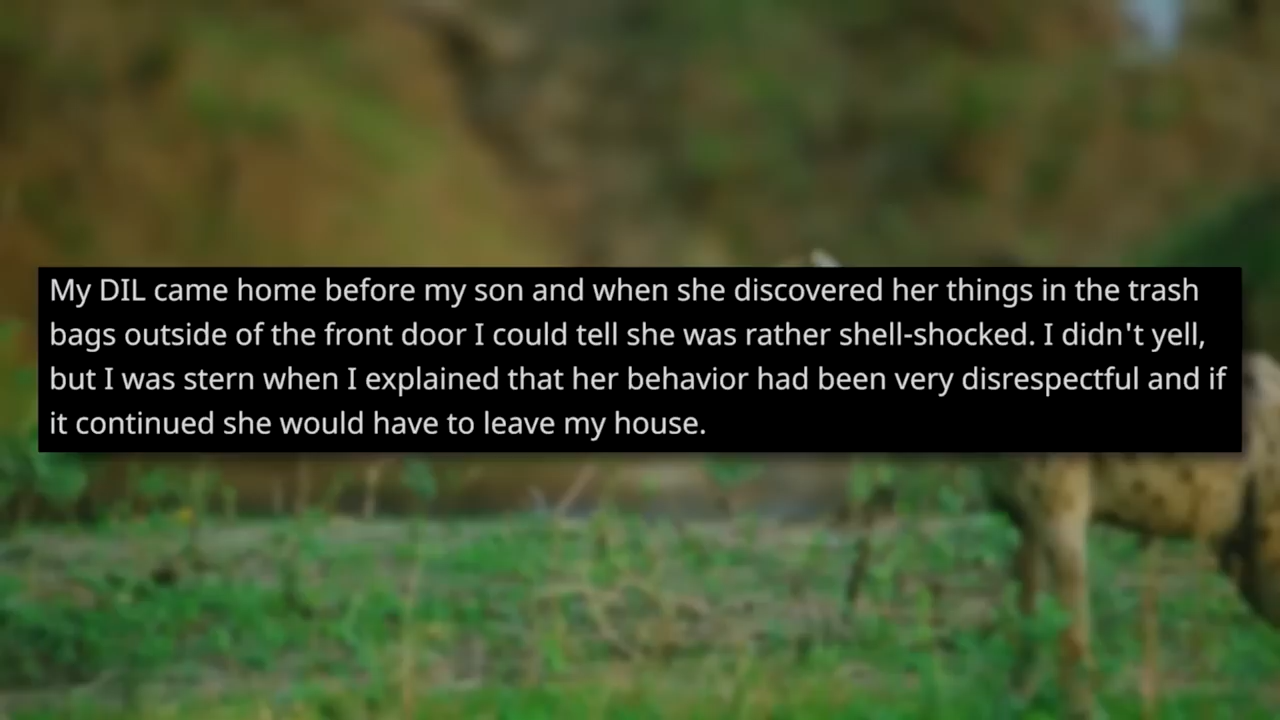 My DIL came home before my son and when she discovered her things in the trash
bags outside of the front door I could tell she was rather shell-shocked. I didn't yell,
but I was stern when I explained that her behavior had been very disrespectful and if
it continued she would have to leave my house.